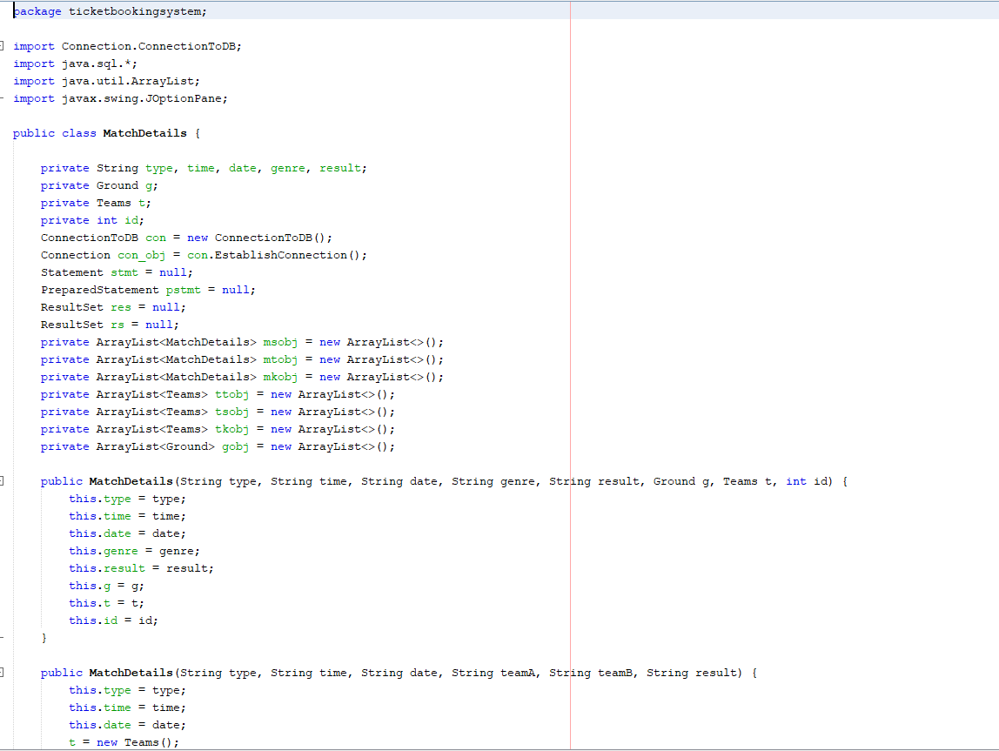 package ticketbookingsystem;
import Connection.ConnectionToDB;
import java.sql.*;
import java.util.ArrayList;
import javax.swing.JOptionPane;
public class MatchDetails {
private String type, time, date, genre, result;
private Ground g;
private Teams t;
private int id;
ConnectionToDB con = new ConnectionToDB();
Connection con_obj = con.EstablishConnection();
Statement stmt = null;
PreparedStatement pstmt = null;
ResultSet res = null;
ResultSet rs = null;
private ArrayList<MatchDetails> msobj = new ArrayList<>();
private ArrayList<MatchDetails> mtobj = new ArrayList<>();
private ArrayList<MatchDetails> mkobj = new ArrayList<>();
private ArrayList<Teams> ttobj = new ArrayList<>();
private ArrayList<Teams> tsobj = new ArrayList<>();
private ArrayList<Teams> tkobj = new ArrayList<>();
private ArrayList<Ground> gobj = new ArrayList<>();
public MatchDetails(String type, String time, String date, String genre, String result, Ground g, Teams t, int id) {
this.type = type;
this.time = time;
this.date = date;
this.genre = genre;
this.result = result;
this.g = g;
this.t = t;
this.id = id;
}
public MatchDetails(String type, String time, String date, String teamA, String teamB, String result) {
this.type = type;
this.time = time;
this.date = date;
t = new Teams();